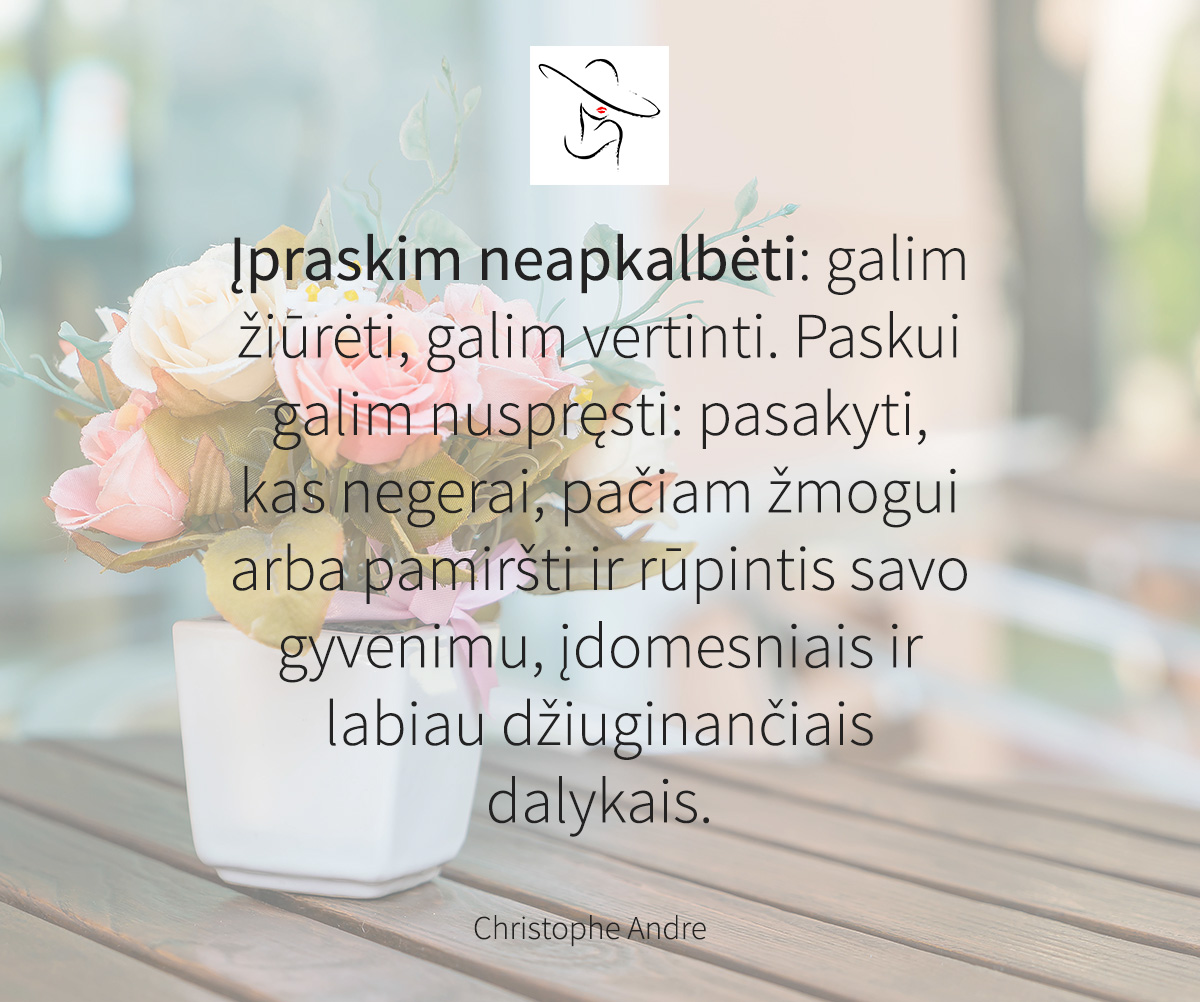 Įpraskim neapkalbėti: galim
žiūrėti, galim vertinti. Paskui
galim nuspręsti: pasakyti,
kas negerai, pačiam žmogui
arba pamiršti ir rūpintis savo
gyvenimu, įdomesniais ir
labiau džiuginančiais
dalykais.
Christophe Andre